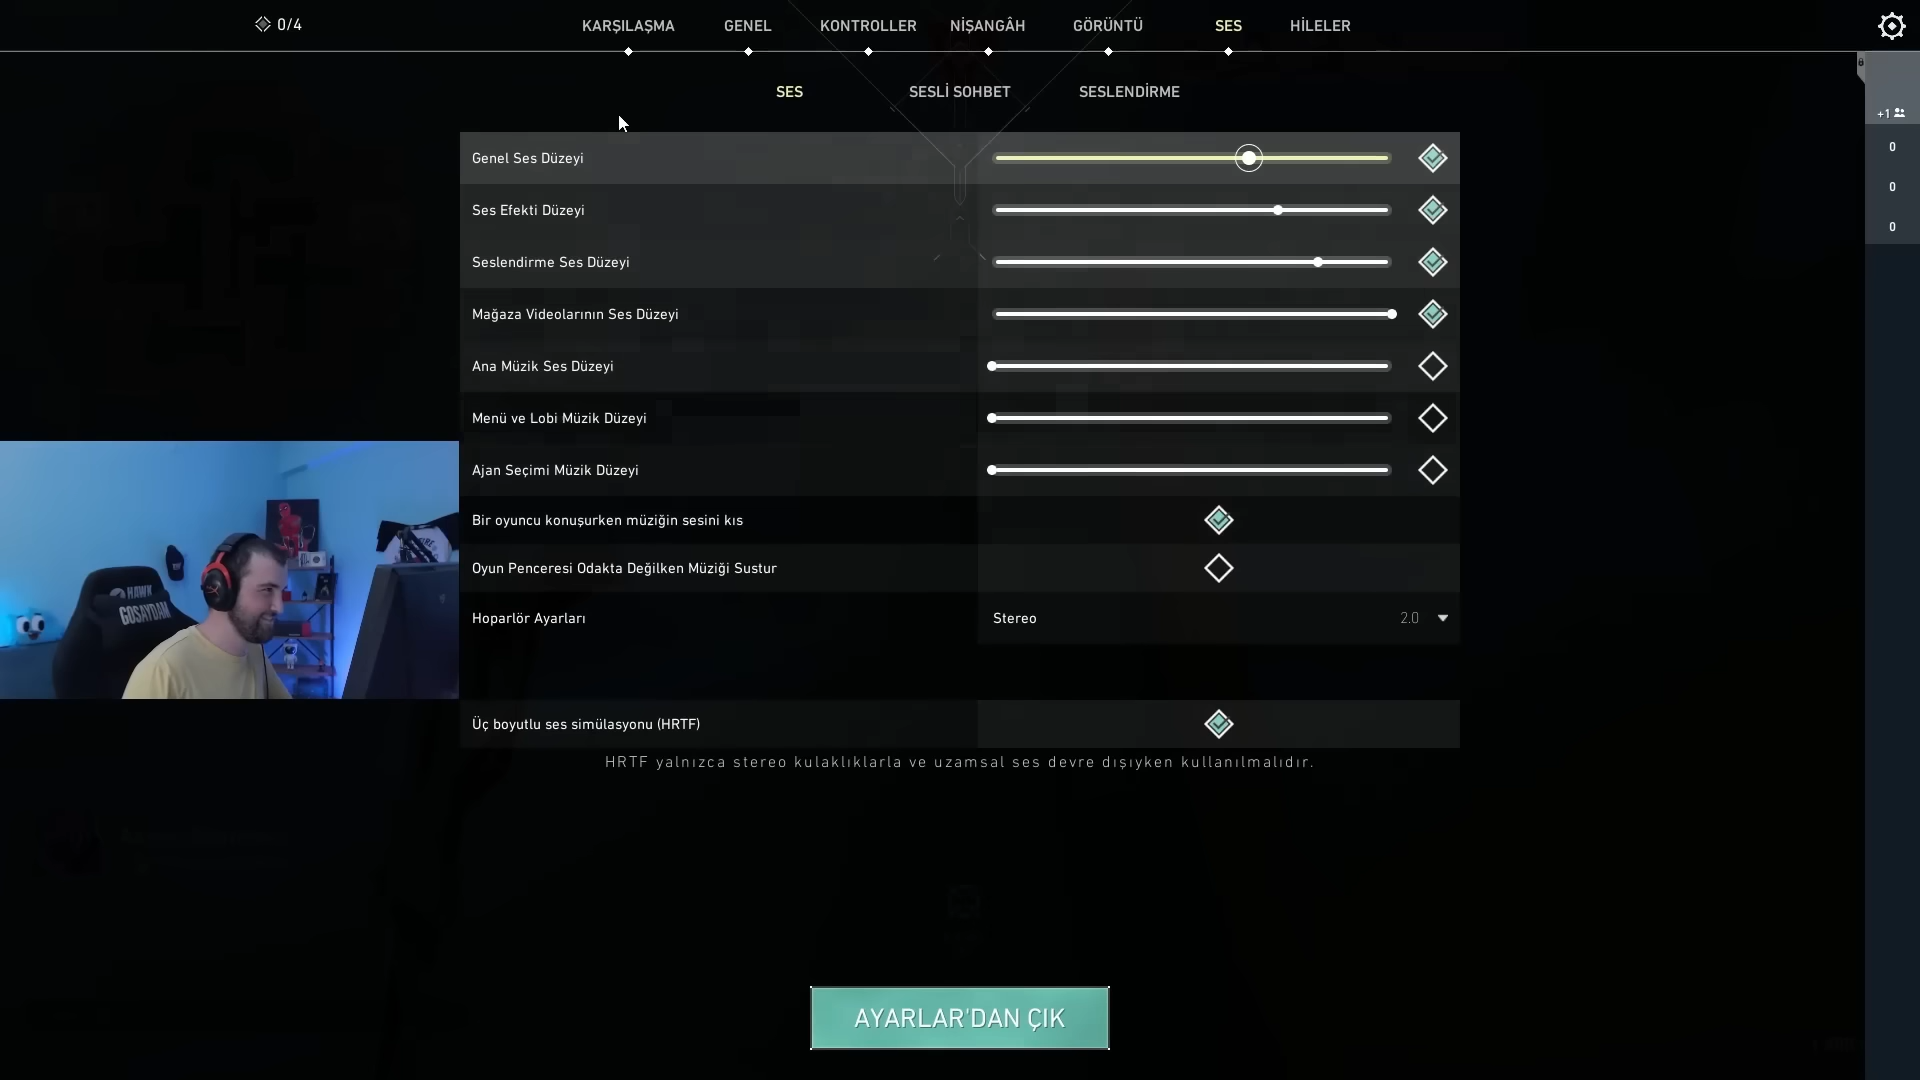 0/4
KARŞILAŞMA GENEL KONTROLLER NİŞANGÂH GÖRÜNTÜ SES HİLELER
SES SESLİ SOHBET SESLENDİRME
+1
0
0
0
Genel Ses Düzeyi
Ses Efekti Düzeyi
Seslendirme Ses Düzeyi
Mağaza Videolarının Ses Düzeyi
Ana Müzik Ses Düzeyi
Menü ve Lobi Müzik Düzeyi
Ajan Seçimi Müzik Düzeyi
Bir oyuncu konuşurken müziğin sesini kıs
Oyun Penceresi Odakta Değilken Müziği Sustur
Hoparlör Ayarları Stereo 2.0
HAWK
GOSAYDAM
Üç boyutlu ses simülasyonu (HRTF)
HRTF yalnızca stereo kulaklıklarla ve uzamsal ses devre dışıyken kullanılmalıdır.
AYARLAR'DAN ÇIK